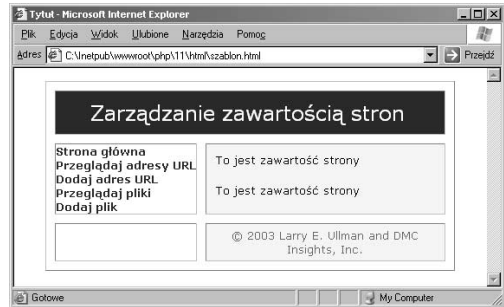 Tytuł - Microsoft Internet Explorer
Plik Edycja Widok Ulubione Narzędzia Pomoc
Adres C:\Inetpub\wwwroot\php\11\html\szablon.html Przejdź
Zarządzanie zawartością stron
Strona główna
Przeglądaj adresy URL
Dodaj adres URL
Przeglądaj pliki
Dodaj plik
To jest zawartość strony
To jest zawartość strony
© 2003 Larry E. Ullman and DMC
Insights, Inc.
Gotowe My Computer